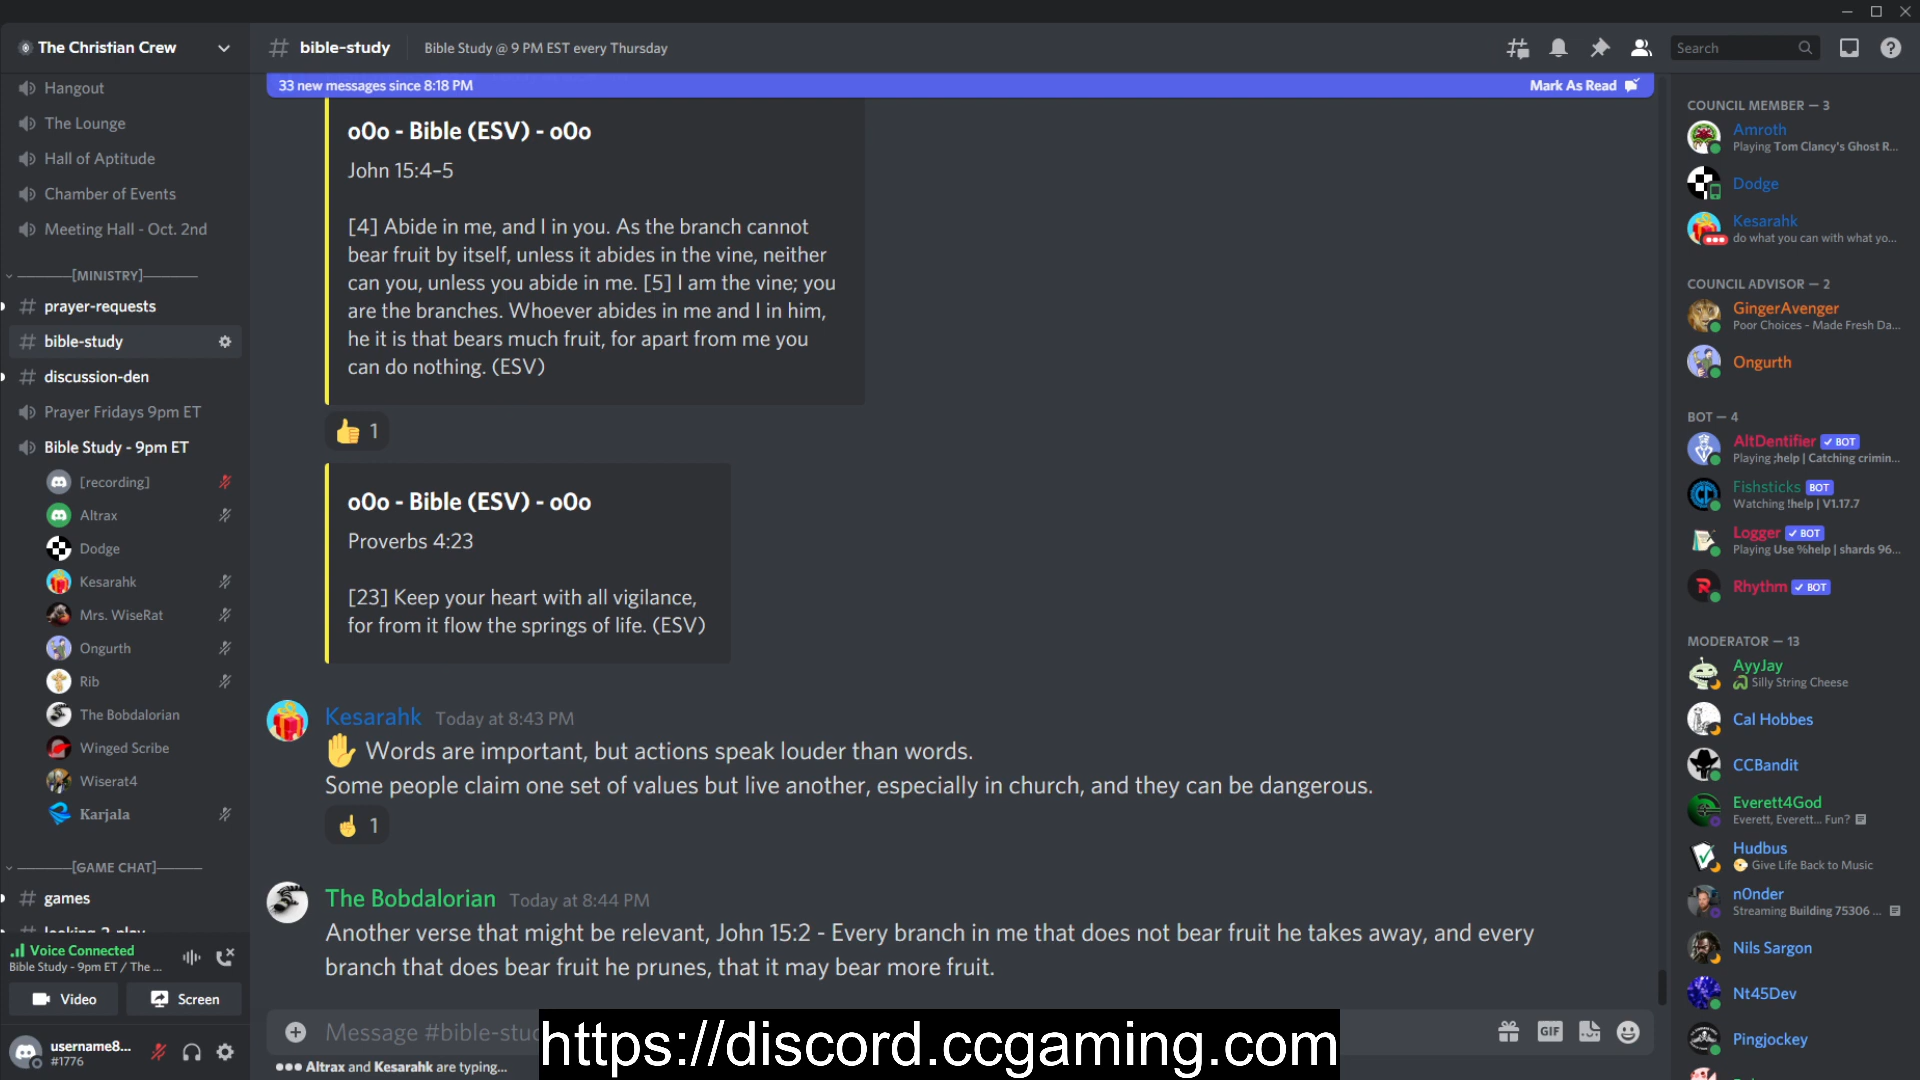 The Christian Crew
Hangout
The Lounge
Hall of Aptitude
Chamber of Events
Meeting Hall - Oct. 2nd
[MINISTRY]
prayer-requests
bible-study
discussion-den
Prayer Fridays 9pm ET
Bible Study - 9pm ET
[recording]
Altrax
Dodge
Kesarahk
Mrs. WiseRat
Ongurth
Rib
The Bobdalorian
Winged Scribe
Wiserat4
Karjala
[GAME CHAT]
# games
Voice Connected
Bible Study - 9pm ET / The ...
Video
Screen
username8...
#1776
# bible-study
Bible Study @ 9 PM EST every Thursday
Search
33 new messages since 8:18 PM
Mark As Read
oOo - Bible (ESV) - oOo
John 15:4–5
[4] Abide in me, and I in you. As the branch cannot
bear fruit by itself, unless it abides in the vine, neither
can you, unless you abide in me. [5] I am the vine; you
are the branches. Whoever abides in me and I in him,
he it is that bears much fruit, for apart from me you
can do nothing. (ESV)
1
oOo - Bible (ESV) - oOo
Proverbs 4:23
[23] Keep your heart with all vigilance,
for from it flow the springs of life. (ESV)
Kesarahk Today at 8:43 PM
Words are important, but actions speak louder than words.
Some people claim one set of values but live another, especially in church, and they can be dangerous.
1
The Bobdalorian Today at 8:44 PM
Another verse that might be relevant, John 15:2 - Every branch in me that does not bear fruit he takes away, and every
branch that does bear fruit he prunes, that it may bear more fruit.
Message #bible-stu
GIF
https://discord.ccgaming.com
Altrax and Kesarahk are typing...
COUNCIL MEMBER — 3
Amroth
Playing Tom Clancy's Ghost R...
Dodge
Kesarahk
do what you can with what yo...
COUNCIL ADVISOR — 2
GingerAvenger
Poor Choices - Made Fresh Da...
Ongurth
BOT — 4
AltDentifier BOT
Playing ;help | Catching crimin...
Fishsticks BOT
Watching !help | V1.17.7
Logger BOT
Playing Use %help | shards 96...
Rhythm BOT
MODERATOR — 13
AyyJay
Silly String Cheese
Cal Hobbes
CCBandit
Everett4God
Everett, Everett... Fun?
Hudbus
Give Life Back to Music
n0nder
Streaming Building 75306 ...
Nils Sargon
Nt45Dev
Pingjockey